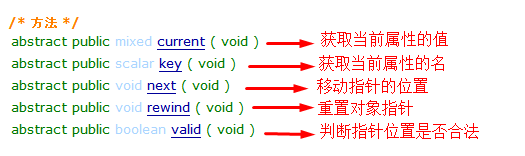 /* 方法 */
abstract public mixed current ( void ) 获取当前属性的值
abstract public scalar key ( void ) 获取当前属性的名
abstract public void next ( void ) 移动指针的位置
abstract public void rewind ( void ) 重置对象指针
abstract public boolean valid ( void ) 判断指针位置是否合法